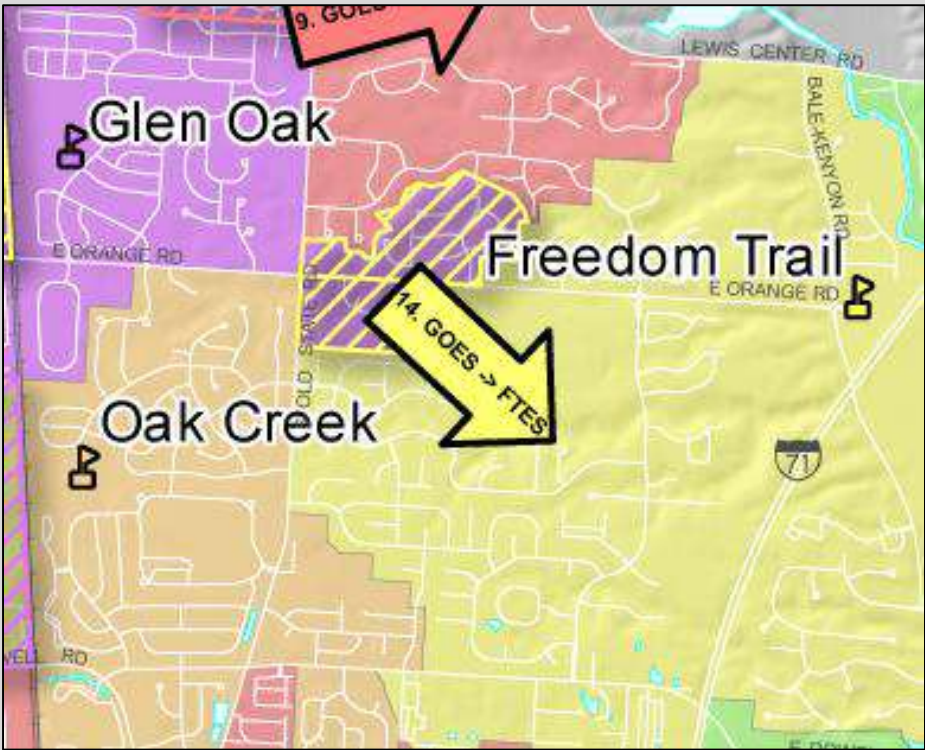 9. GOES
LEWIS CENTER RD
BALE-KENYON RD
Glen Oak
E ORANGE RD
Freedom Trail
E ORANGE RD
14. GOES -> FTES
OLD STATE RD
Oak Creek
71
RD